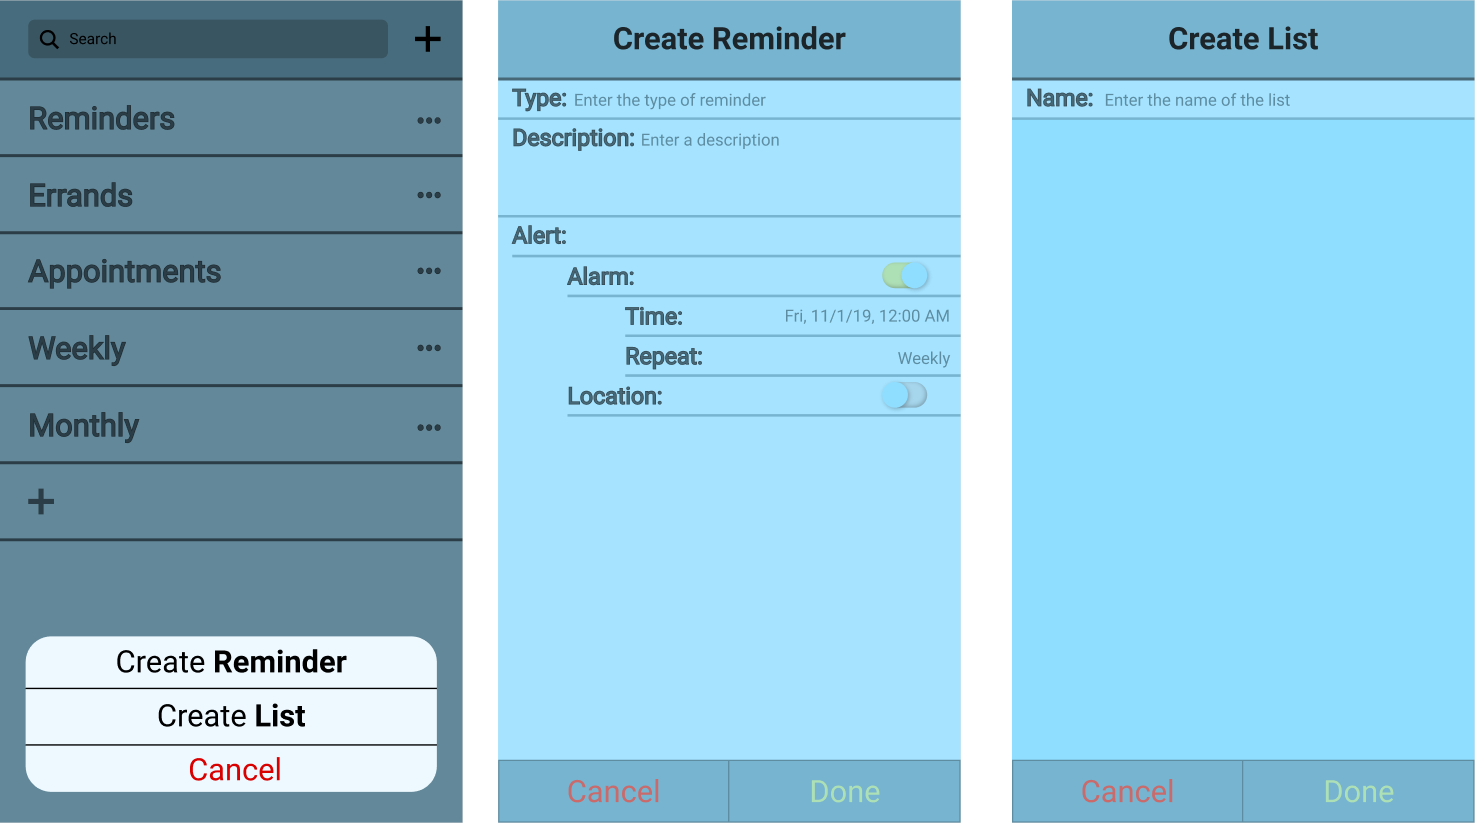 Search
Reminders
Errands
Appointments
Weekly
Monthly
Create Reminder
Create List
Cancel
Create Reminder
Type: Enter the type of reminder
Description: Enter a description
Alert:
Alarm:
Time: Fri, 11/1/19, 12:00 AM
Repeat: Weekly
Location:
Cancel Done
Create List
Name: Enter the name of the list
Cancel Done